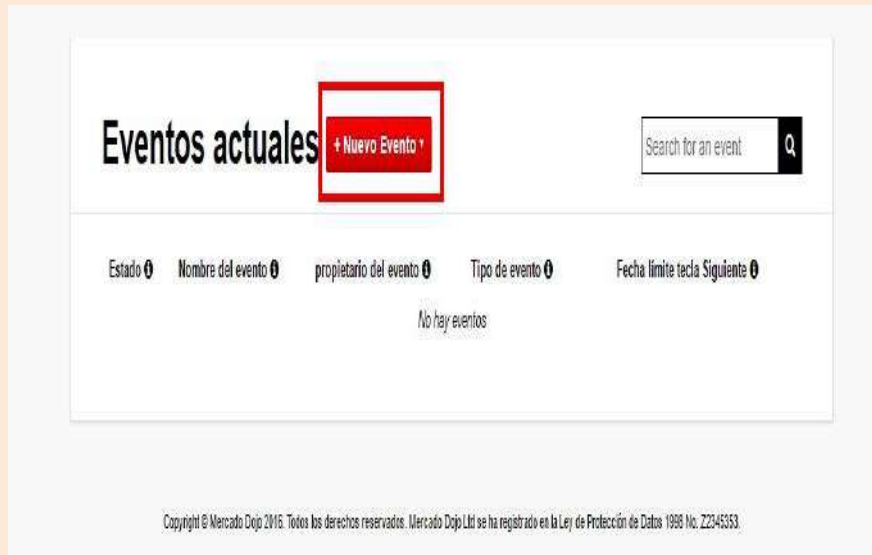 Eventos actuales + Nuevo Evento Search for an event
Estado Nombre del evento propietario del evento Tipo de evento Fecha límite tecla Siguiente
No hay eventos
Copyright © Mercado Dojo 2016. Todos los derechos reservados. Mercado Dojo Ltd se ha registrado en la Ley de Protección de Datos 1998 No. Z2345353.